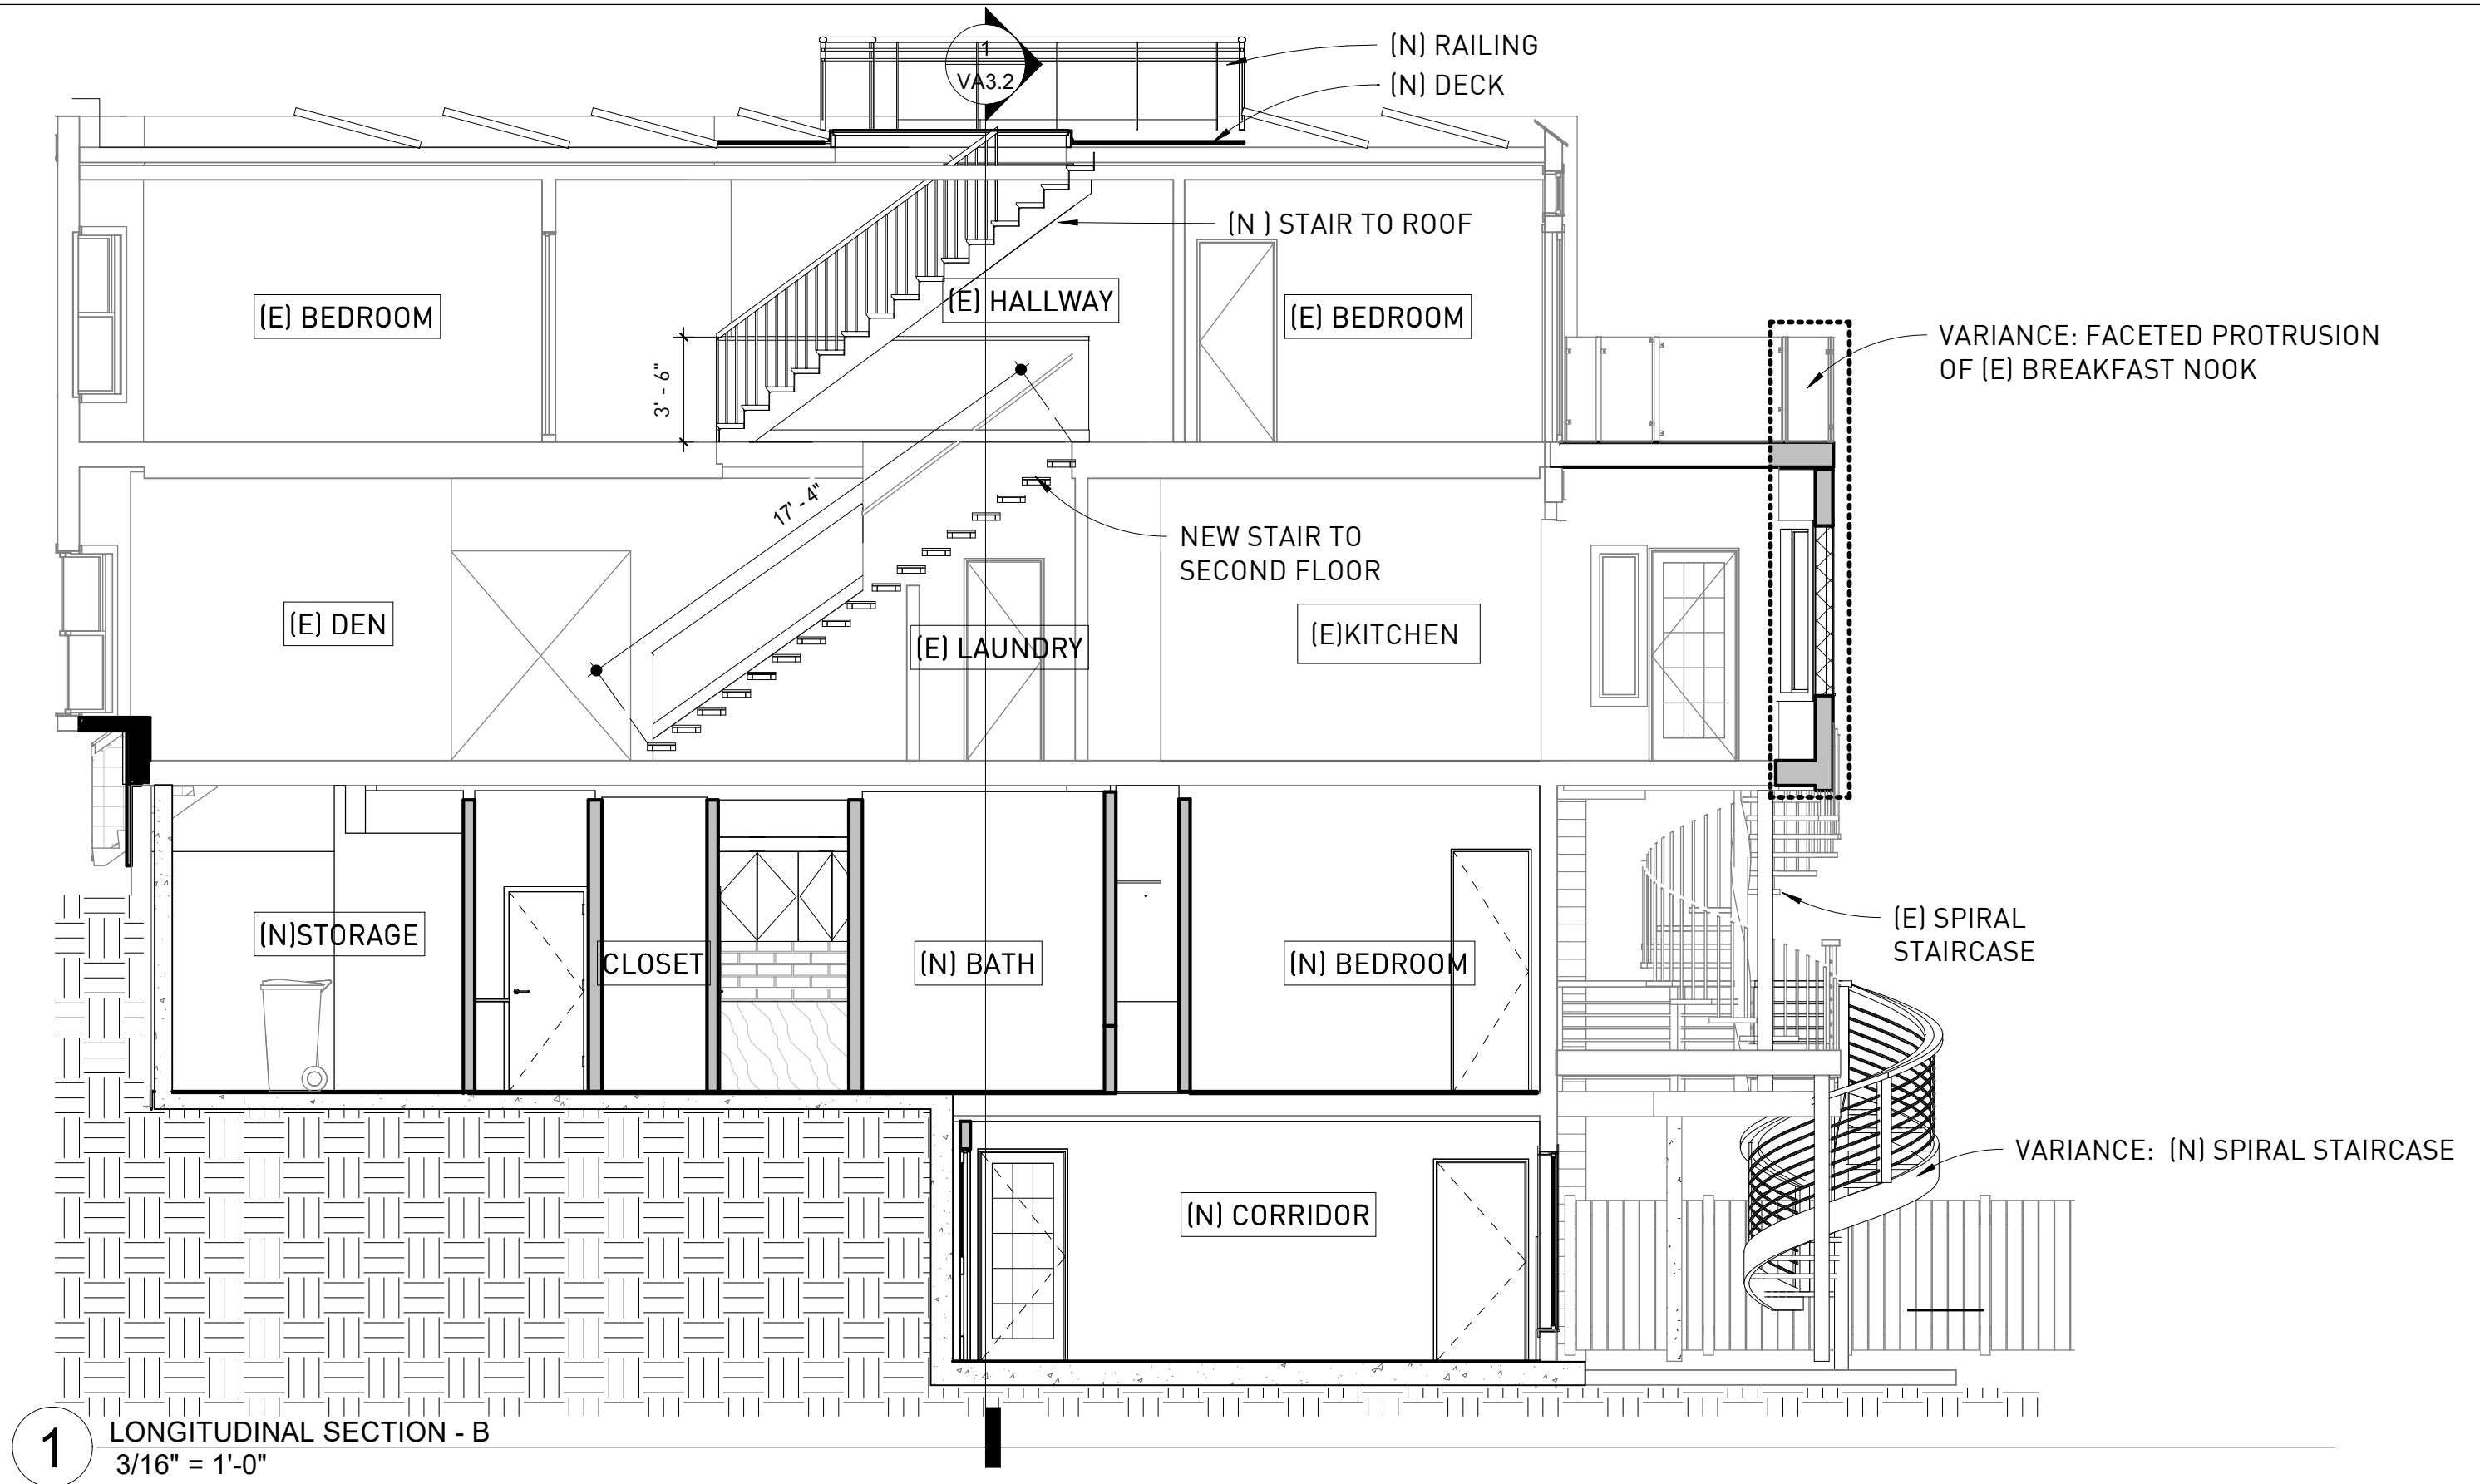 1
VA3.2
(N) RAILING
(N) DECK
(N ) STAIR TO ROOF
(E) BEDROOM
(E) HALLWAY
(E) BEDROOM
3' - 6"
VARIANCE: FACETED PROTRUSION
OF (E) BREAKFAST NOOK
17' - 4"
NEW STAIR TO
SECOND FLOOR
(E) DEN
(E) LAUNDRY
(E)KITCHEN
(N)STORAGE
CLOSET
(N) BATH
(N) BEDROOM
(E) SPIRAL
STAIRCASE
VARIANCE: (N) SPIRAL STAIRCASE
(N) CORRIDOR
1
LONGITUDINAL SECTION - B
3/16" = 1'-0"